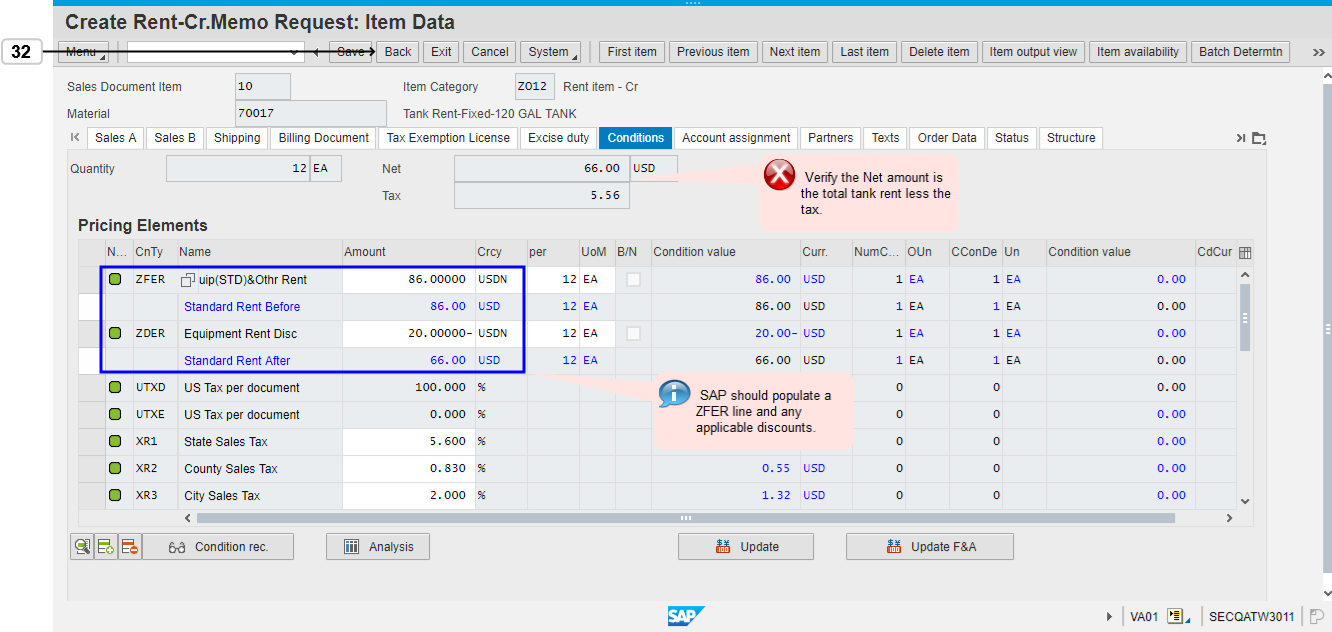 Create Rent-Cr.Memo Request: Item Data
32
Menu Save Back Exit Cancel System First item Previous item Next item Last item Delete item Item output view Item availability Batch Determtn
Sales Document Item 10 Item Category ZO12 Rent item - Cr
Material 70017 Tank Rent-Fixed-120 GAL TANK
Sales A Sales B Shipping Billing Document Tax Exemption License Excise duty Conditions Account assignment Partners Texts Order Data Status Structure
Quantity 12 EA Net 66.00 USD
Tax 5.56
Verify the Net amount is
the total tank rent less the
tax.
Pricing Elements
N... CnTy Name Amount Crcy per UoM B/N Condition value Curr. NumC... OUn CConDe Un Condition value CdCur
ZFER uip(STD)&Othr Rent 86.00000 USDN 12 EA 86.00 USD 1 EA 1 EA 0.00
Standard Rent Before 86.00 USD 12 EA 86.00 USD 1 EA 1 EA 0.00
ZDER Equipment Rent Disc 20.00000- USDN 12 EA 20.00- USD 1 EA 1 EA 0.00
Standard Rent After 66.00 USD 12 EA 66.00 USD 1 EA 1 EA 0.00
UTXD US Tax per document 100.000 % 0 0 0.00
UTXE US Tax per document 0.000 % 0 0 0.00
XR1 State Sales Tax 5.600 % 0 0 0.00
XR2 County Sales Tax 0.830 % 0.55 USD 0 0 0.00
XR3 City Sales Tax 2.000 % 1.32 USD 0 0 0.00
SAP should populate a
ZFER line and any
applicable discounts.
Condition rec. Analysis Update Update F&A
SAP VA01 SECQATW3011